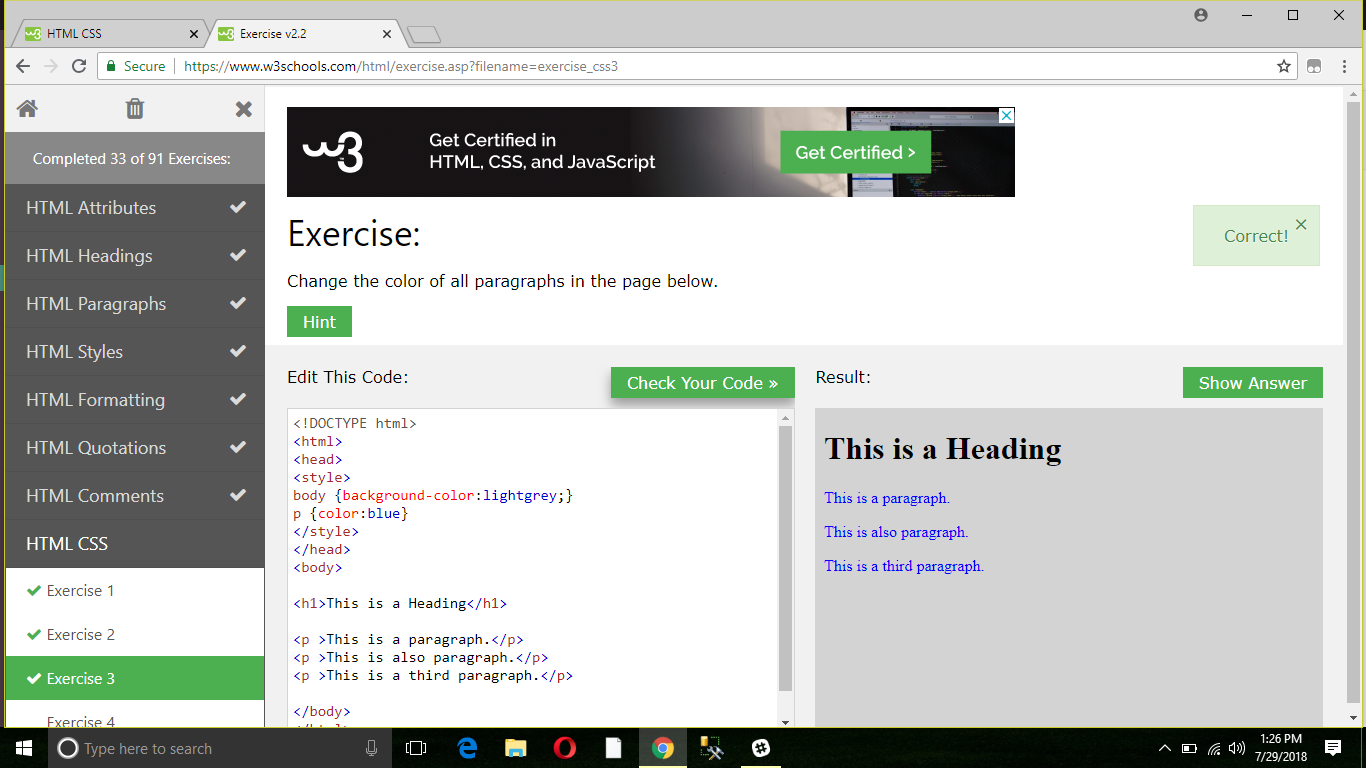 HTML CSS
Exercise v2.2
Secure
https://www.w3schools.com/html/exercise.asp?filename=exercise_css3
Completed 33 of 91 Exercises:
HTML Attributes
HTML Headings
HTML Paragraphs
HTML Styles
HTML Formatting
HTML Quotations
HTML Comments
HTML CSS
Exercise 1
Exercise 2
Exercise 3
Exercise 4
w3
Get Certified in
HTML, CSS, and JavaScript
Get Certified >
Exercise:
Correct!
Change the color of all paragraphs in the page below.
Hint
Edit This Code:
Check Your Code »
<!DOCTYPE html>
<html>
<head>
<style>
body {background-color:lightgrey;}
p {color:blue}
</style>
</head>
<body>
<h1>This is a Heading</h1>
<p >This is a paragraph.</p>
<p >This is also paragraph.</p>
<p >This is a third paragraph.</p>
</body>
Result:
Show Answer
This is a Heading
This is a paragraph.
This is also paragraph.
This is a third paragraph.
Type here to search
1:26 PM
7/29/2018